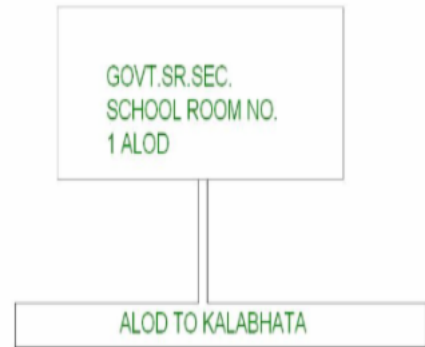 GOVT.SR.SEC.
SCHOOL ROOM NO.
1 ALOD
ALOD TO KALABHATA